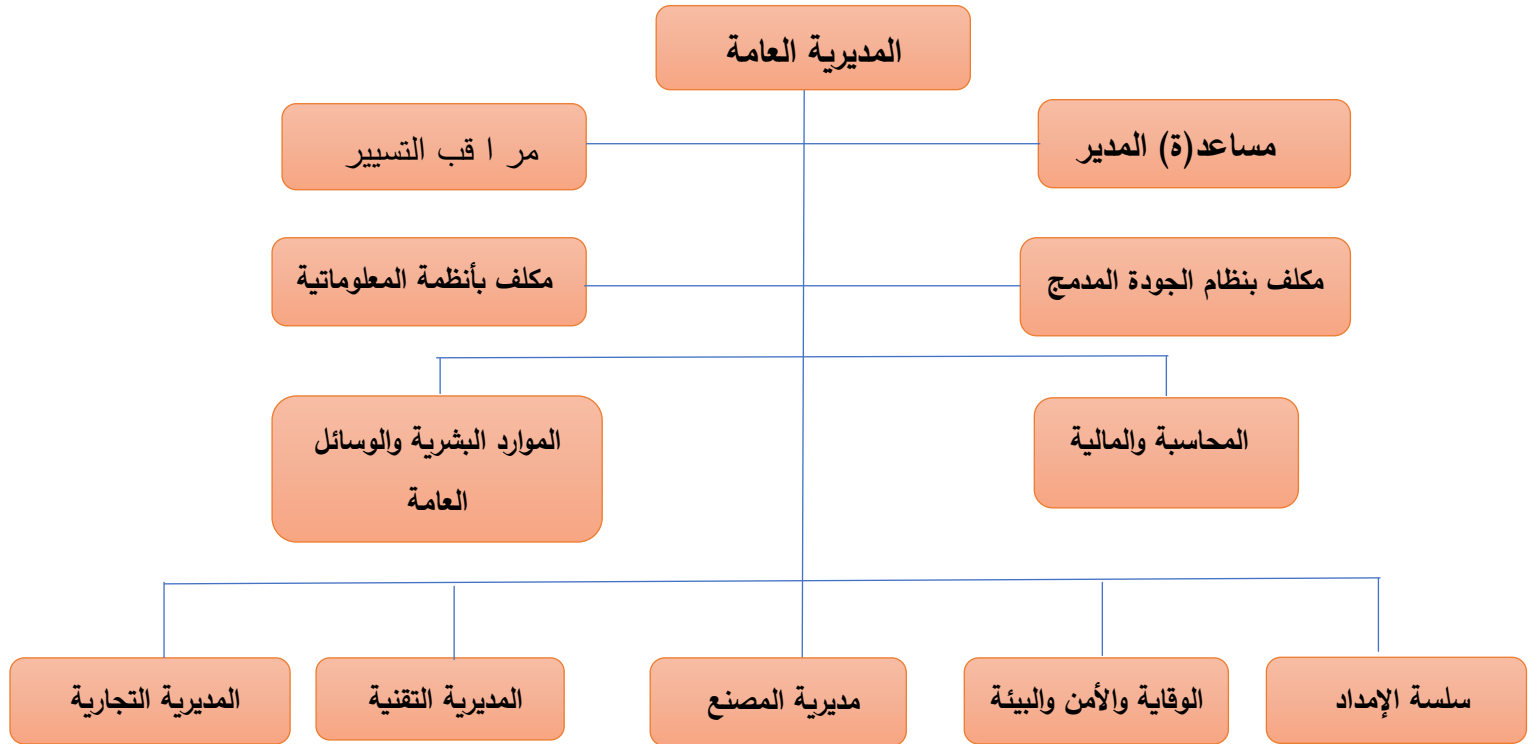 المديرية العامة
مساعد(ة) المدير
مر ا قب التسيير
مكلف بنظام الجودة المدمج
مكلف بأنظمة المعلوماتية
المحاسبة والمالية
الموارد البشرية والوسائل
العامة
سلسة الإمداد
الوقاية والأمن والبيئة
مديرية المصنع
المديرية التقنية
المديرية التجارية